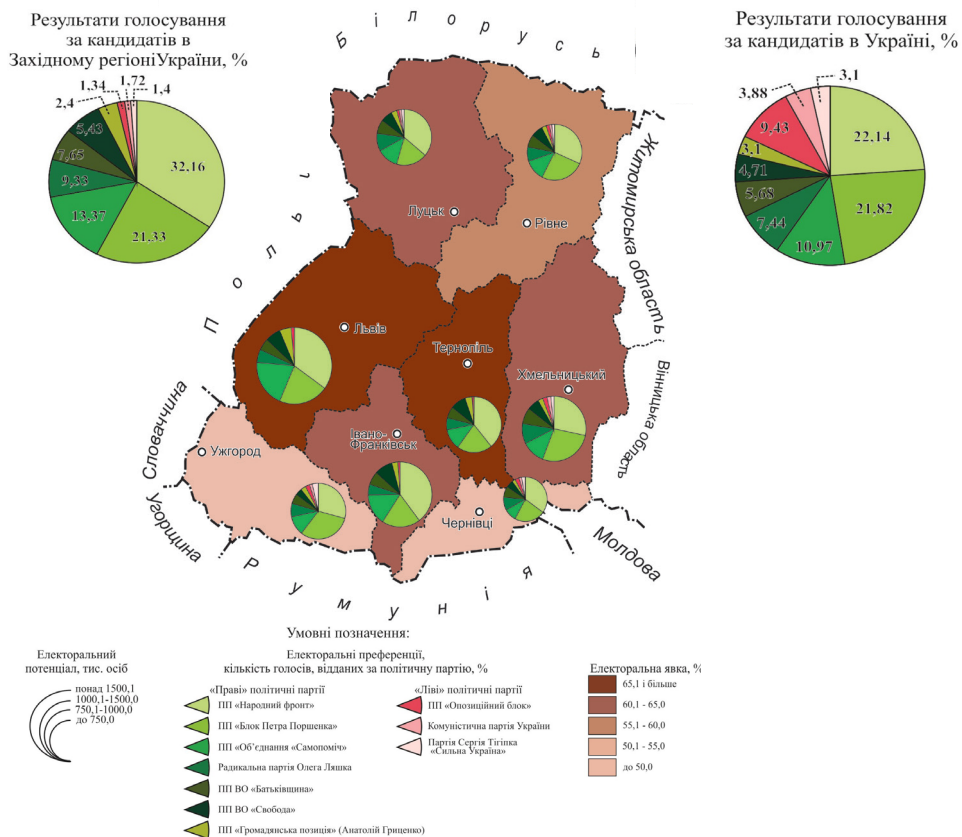 Результати голосування
за кандидатів в
Західному регіоніУкраїни, %
1,72
1,34
1,4
2,4
5,43
7,65
9,33
13,37
21,33
32,16
Результати голосування
за кандидатів в Україні, %
3,1
3,88
9,43
3,1
4,71
5,68
7,44
10,97
21,82
22,14
Білорусь
Польща
Житомирська область
Вінницька область
Словаччина
Угорщина
Румунія
Молдова
Луцьк
Рівне
Львів
Тернопіль
Хмельницький
Івано-
Франківськ
Ужгород
Чернівці
Умовні позначення:
Електоральний
потенціал, тис. осіб
понад 1500,1
1000,1-1500,0
750,1-1000,0
до 750,0
Електоральні преференції,
кількість голосів, відданих за політичну партію, %
«Праві» політичні партії
ПП «Народний фронт»
ПП «Блок Петра Поршенка»
ПП «Об’єднання «Самопоміч»
Радикальна партія Олега Ляшка
ПП ВО «Батьківщина»
ПП ВО «Свобода»
ПП «Громадянська позиція» (Анатолій Гриценко)
«Ліві» політичні партії
ПП «Опозиційний блок»
Комуністична партія України
Партія Сергія Тігіпка
«Сильна Україна»
Електоральна явка, %
65,1 і більше
60,1 - 65,0
55,1 - 60,0
50,1 - 55,0
до 50,0